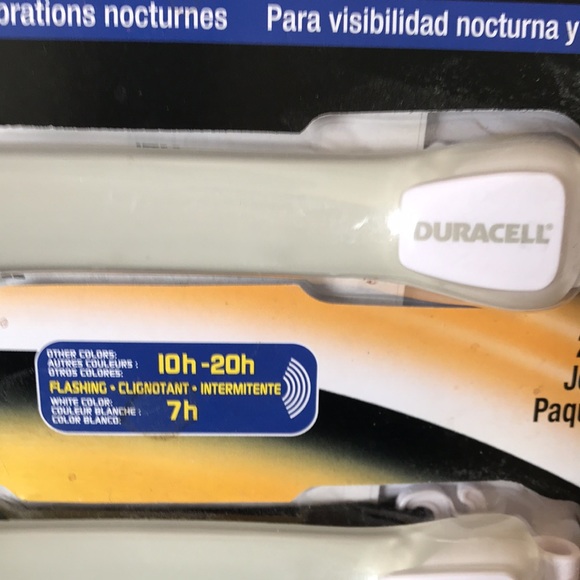 orations nocturnes Para visibilidad nocturna y
DURACELL®
OTHER COLORS:
AUTRES COULEURS :
OTROS COLORES:
10h-20h
FLASHING • CLIGNOTANT • INTERMITENTE
WHITE COLOR:
COULEUR BLANCHE :
COLOR BLANCO:
7h